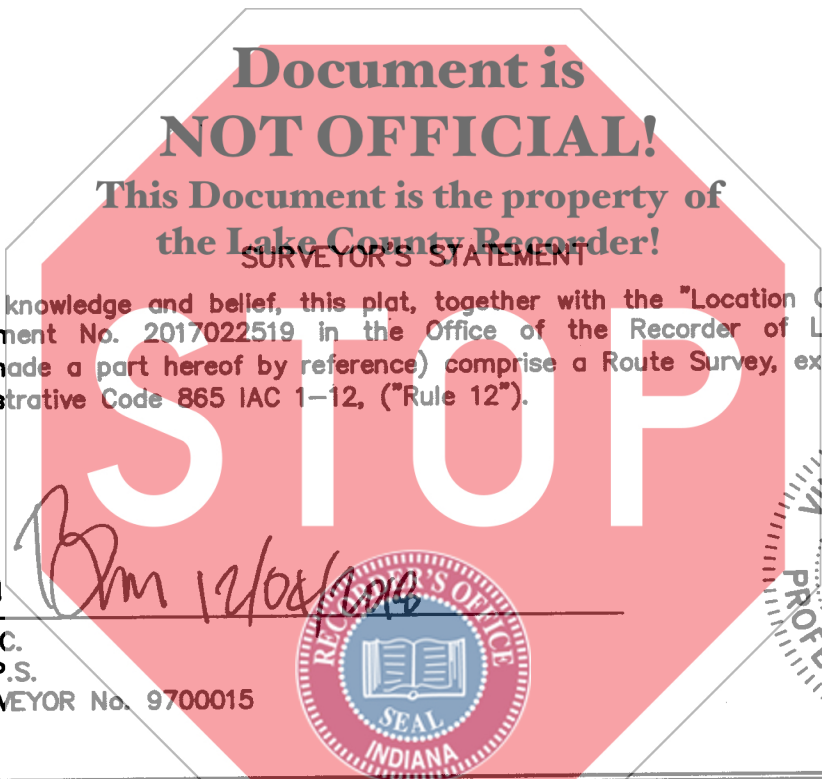 Document is
NOT OFFICIAL!
This Document is the property of
the Lake County Recorder!
SURVEYOR'S STATEMENT
knowledge and belief, this plat, together with the "Location
ment No. 2017022519 in the Office of the Recorder of L
made a part hereof by reference) comprise a Route Survey, ex
strative Code 865 IAC 1-12, ("Rule 12").
STOP
12/04/2018
C.
P.S.
VEYOR No. 9700015
RECORDER'S OFFICE
SEAL
INDIANA
PROFE